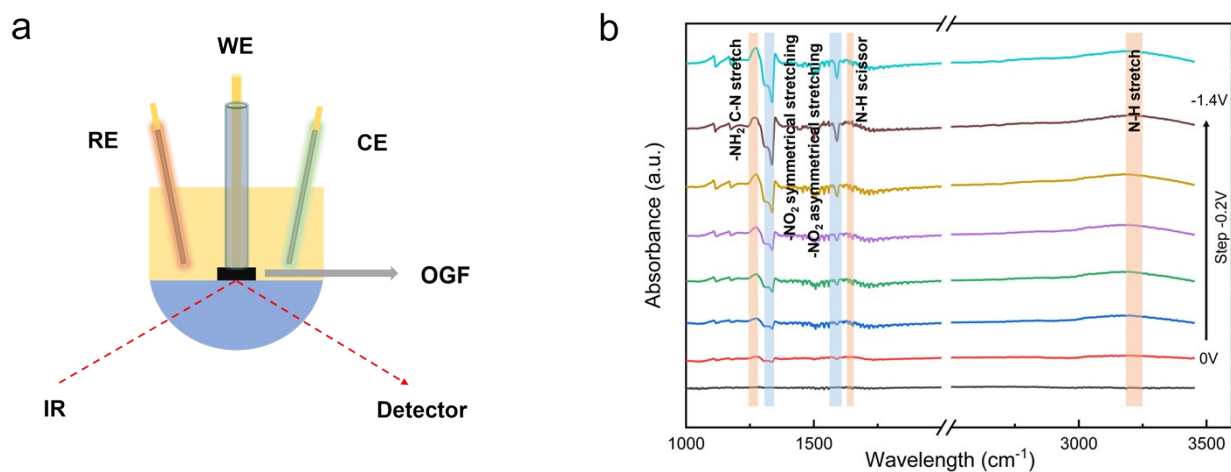 a
WE
RE
CE
OGF
IR
Detector
b
Absorbance (a.u.)
-NH₂ C-N stretch
-NO₂ symmetrical stretching
-NO₂ asymmetrical stretching
N-H scissor
N-H stretch
-1.4V
Step -0.2V
0V
1000
1500
3000
3500
Wavelength (cm⁻¹)